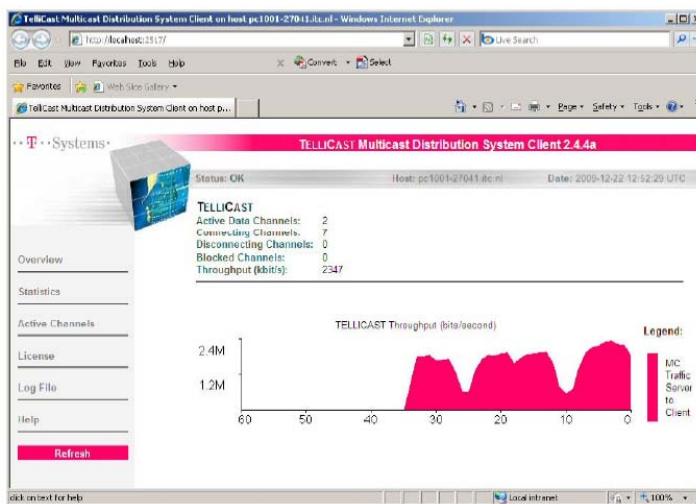 TelliCast Multicast Distribution System Client on host pc1001-27041.itc.nl - Windows Internet Explorer
http://localhost:2517/
Live Search
File Edit View Favorites Tools Help
Convert Select
Favorites Web Slice Gallery
TelliCast Multicast Distribution System Client on host p...
Page Safety Tools
T Systems
TELLICAST Multicast Distribution System Client 2.4.4a
Status: OK Host: pc1001-27041.itc.nl Date: 2009-12-22 12:52:29 UTC
TELLICAST
Active Data Channels: 2
Connecting Channels: 7
Disconnecting Channels: 0
Blocked Channels: 0
Throughput (kbit/s): 2347
Overview
Statistics
Active Channels
License
Log File
Help
Refresh
TELLICAST Throughput (bits/second)
Legend:
2.4M
1.2M
60 50 40 30 20 10 0
MC
Traffic
Server
to
Client
click on text for help
Local intranet
100%